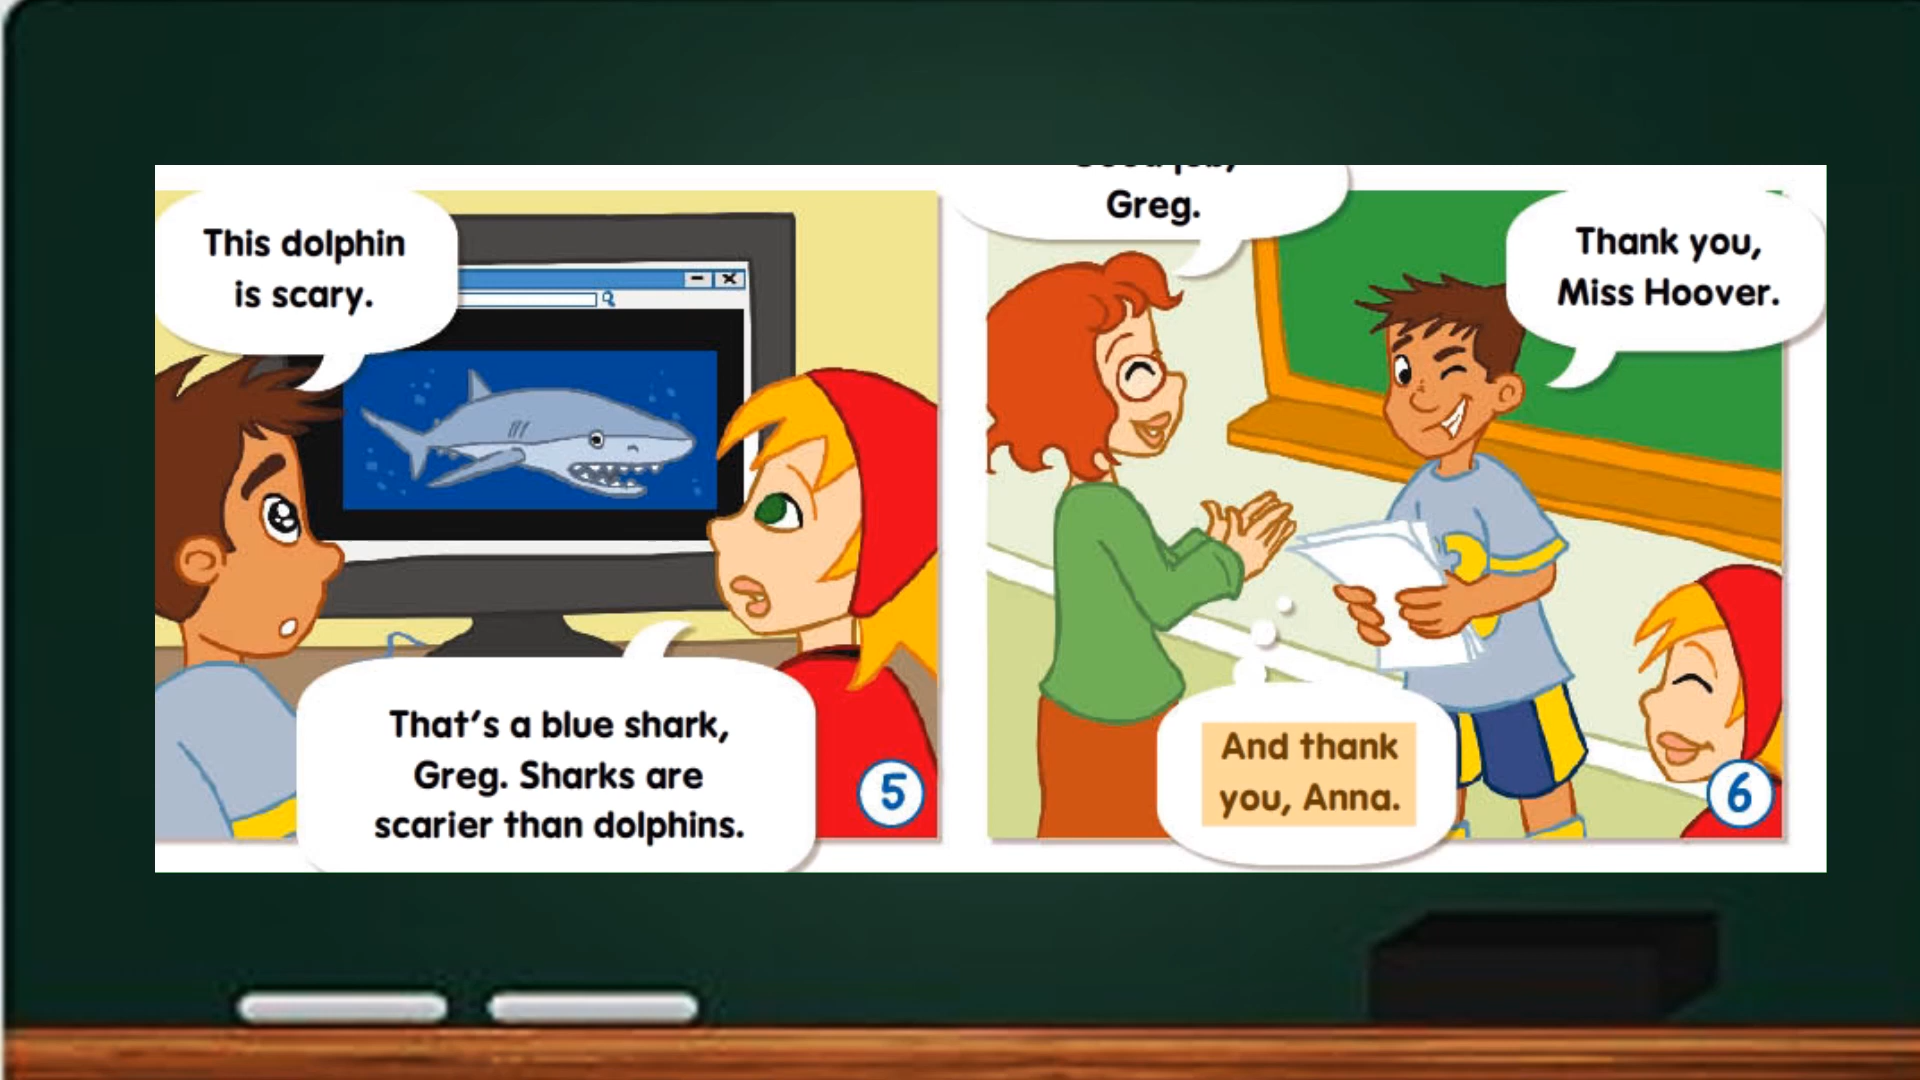 This dolphin
is scary.
That's a blue shark,
Greg. Sharks are
scarier than dolphins.
5
Greg.
Thank you,
Miss Hoover.
And thank
you, Anna.
6